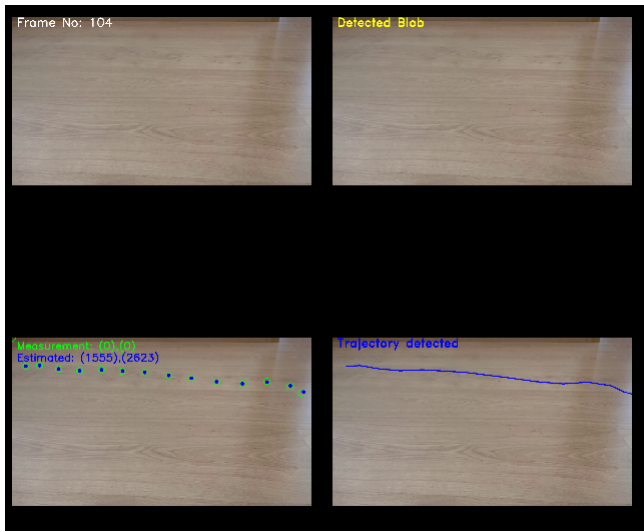 Frame No: 104
Detected Blob
Measurement: (0),(0)
Estimated: (1555),(2623)
Trajectory detected